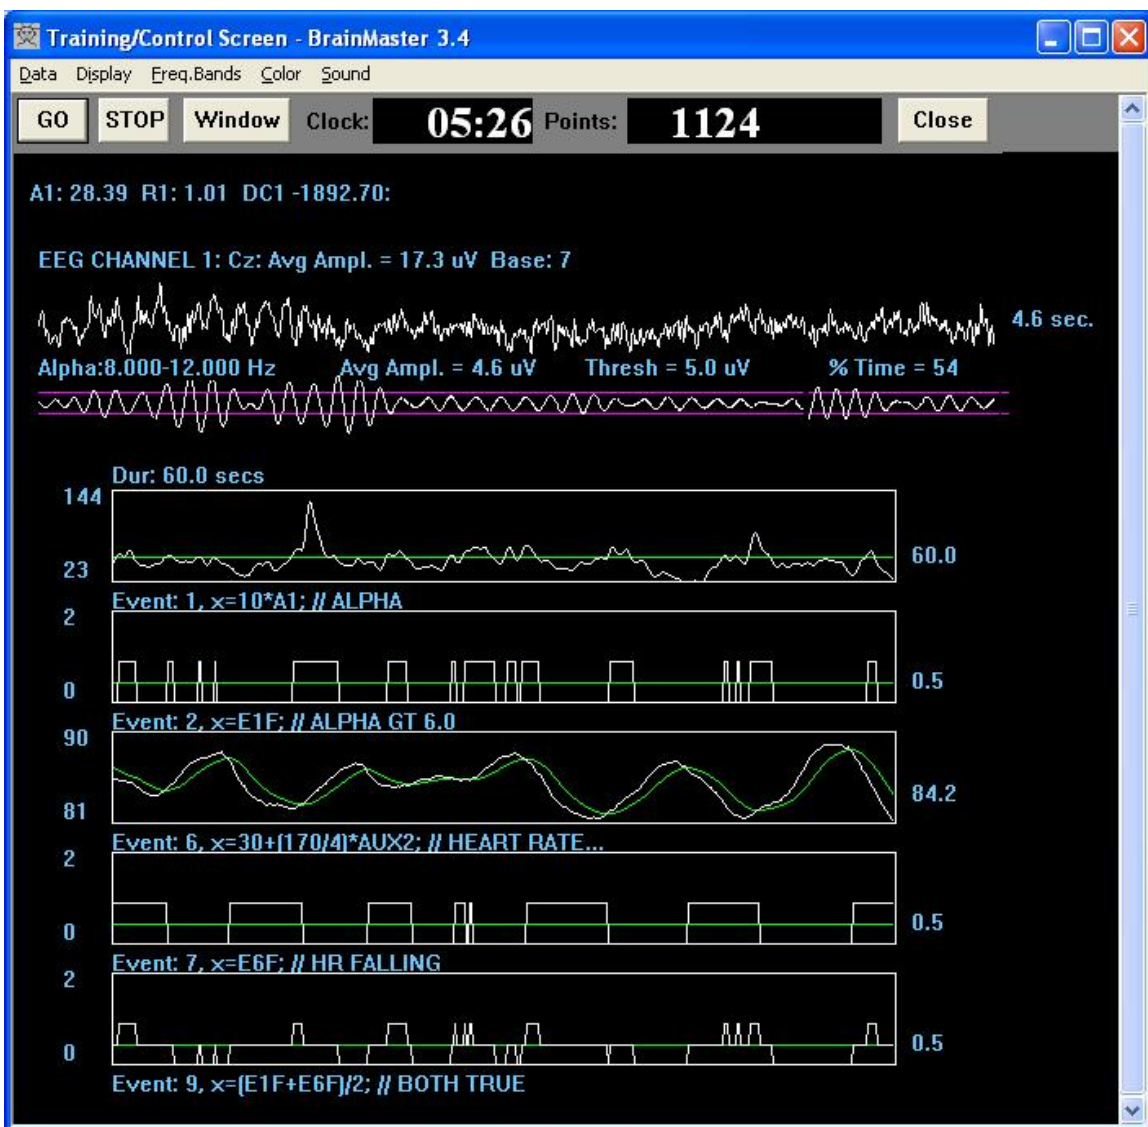 Training/Control Screen - BrainMaster 3.4
Data Display Freq.Bands Color Sound
GO STOP Window Clock: 05:26 Points: 1124 Close
A1: 28.39 R1: 1.01 DC1 -1892.70:
EEG CHANNEL 1: Cz: Avg Ampl. = 17.3 uV Base: 7
4.6 sec.
Alpha:8.000-12.000 Hz Avg Ampl. = 4.6 uV Thresh = 5.0 uV % Time = 54
Dur: 60.0 secs
144
60.0
23
Event: 1, x=10*A1; // ALPHA
2
0.5
0
Event: 2, x=E1F; // ALPHA GT 6.0
90
84.2
81
Event: 6, x=30+(170/4)*AUX2; // HEART RATE...
2
0.5
0
Event: 7, x=E6F; // HR FALLING
2
0.5
0
Event: 9, x=(E1F+E6F)/2; // BOTH TRUE